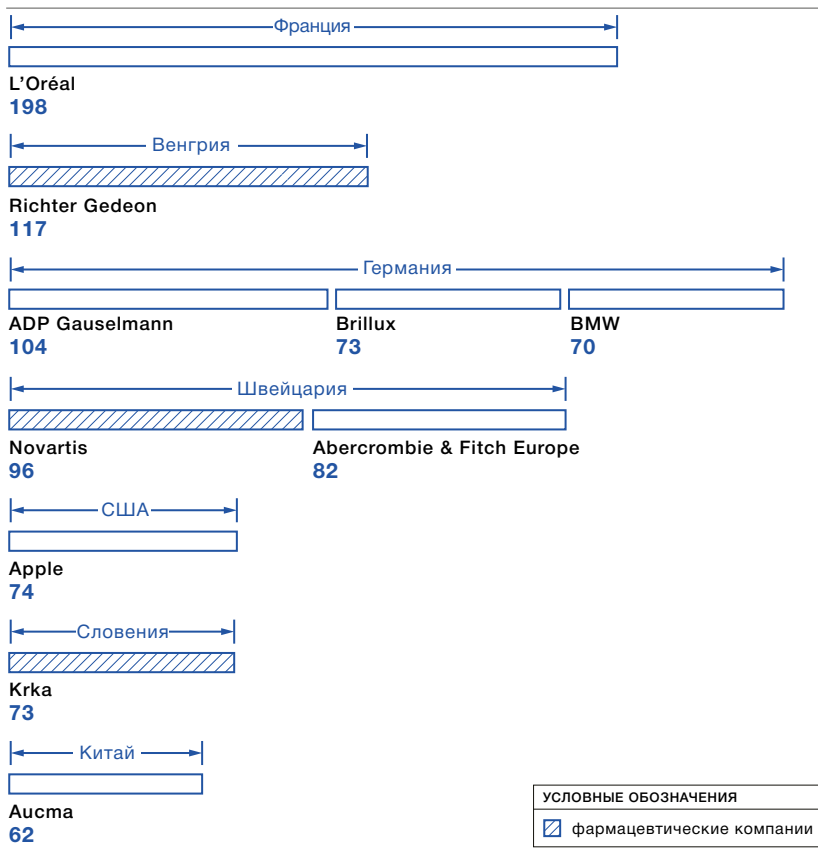 Франция
L’Oréal
198
Венгрия
Richter Gedeon
117
Германия
ADP Gauselmann Brillux BMW
104 73 70
Швейцария
Novartis Abercrombie & Fitch Europe
96 82
США
Apple
74
Словения
Krka
73
Китай
Aucma
62
УСЛОВНЫЕ ОБОЗНАЧЕНИЯ
фармацевтические компании